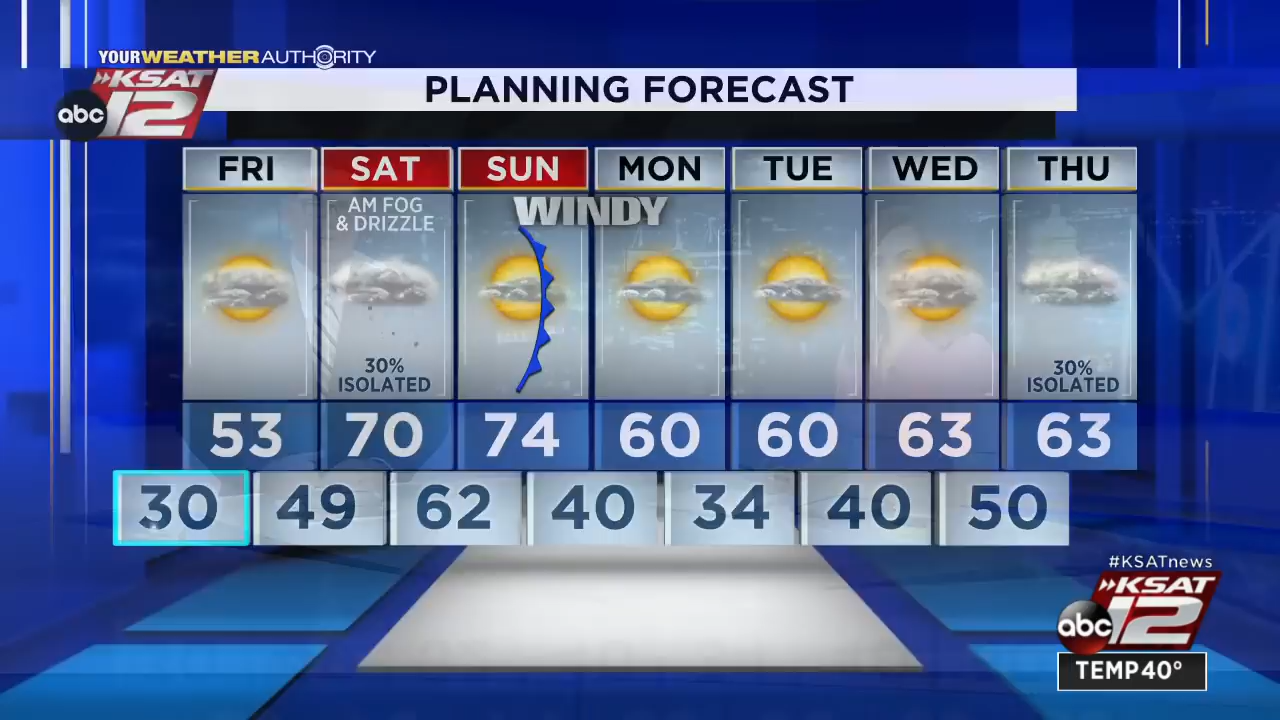 YOURWEATHERAUTHORITY
KSAT
abc 12
PLANNING FORECAST
FRI SAT SUN MON TUE WED THU
AM FOG
& DRIZZLE
WINDY
30%
ISOLATED
30%
ISOLATED
53 70 74 60 60 63 63
30 49 62 40 34 40 50
#KSATnews
KSAT
abc 12
TEMP 40°